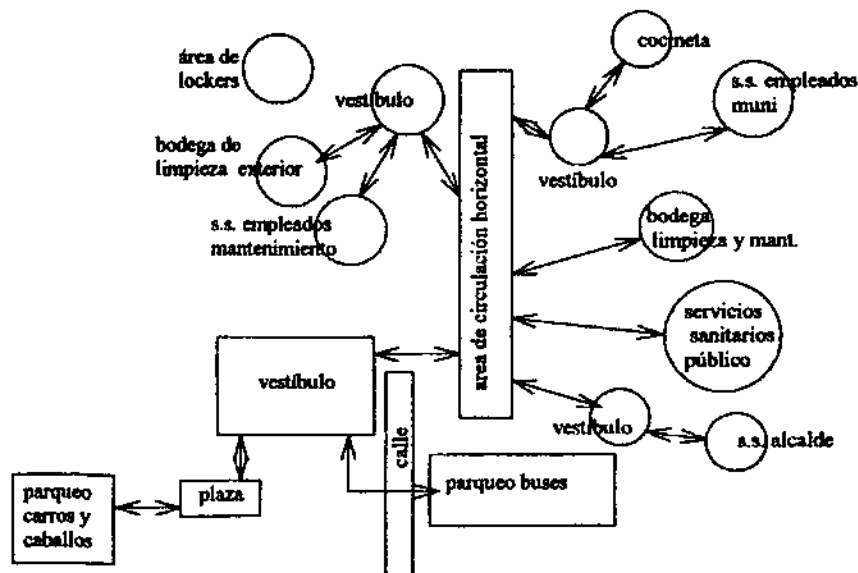 área de
lockers
vestíbulo
cocineta
s.s. empleados
muni
bodega de
limpieza exterior
vestíbulo
s.s. empleados
mantenimiento
area de circulación horizontal
bodega
limpieza y mant.
servicios
sanitarios
público
vestíbulo
vestíbulo
s.s. alcalde
calle
parqueo buses
plaza
parqueo
carros y
caballos